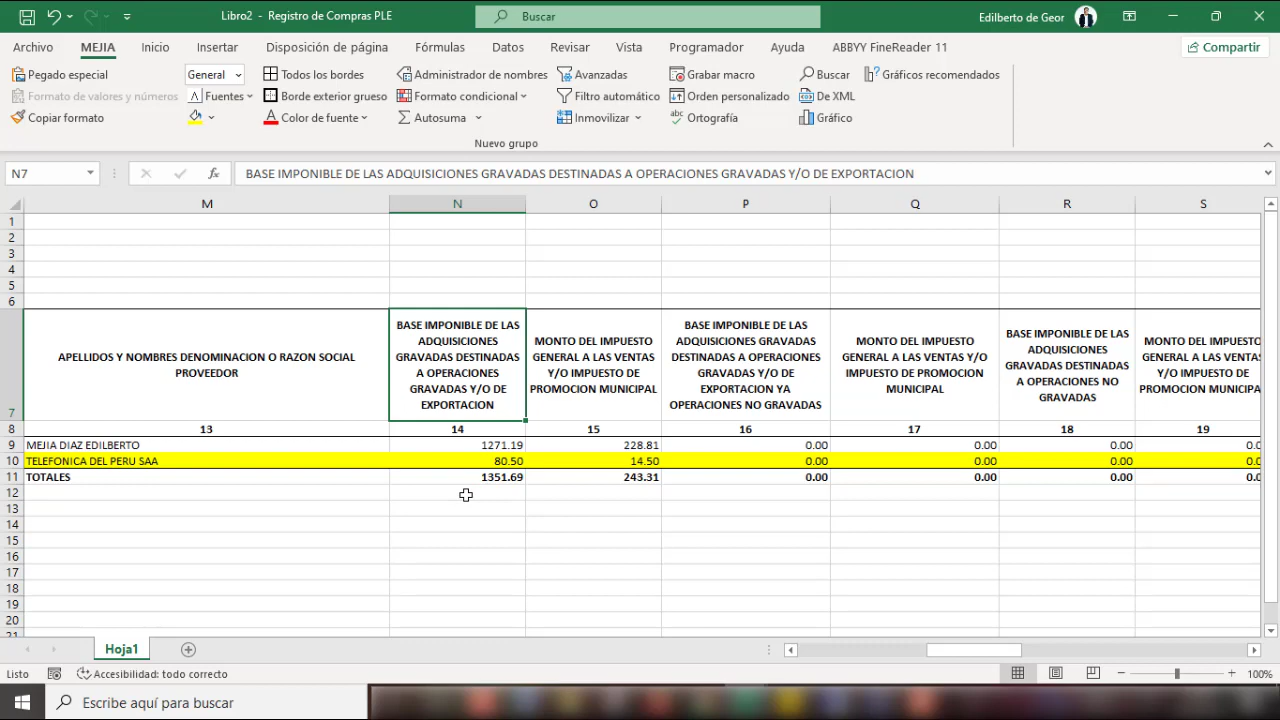 Libro2 - Registro de Compras PLE
Buscar
Edilberto de Geor
Archivo MEJIA Inicio Insertar Disposición de página Fórmulas Datos Revisar Vista Programador Ayuda ABBYY FineReader 11 Compartir
Pegado especial General Todos los bordes Administrador de nombres Avanzadas Grabar macro Buscar Gráficos recomendados
Formato de valores y números Fuentes Borde exterior grueso Formato condicional Filtro automático Orden personalizado De XML
Copiar formato Color de fuente Autosuma Inmovilizar Ortografía Gráfico
Nuevo grupo
N7 fx BASE IMPONIBLE DE LAS ADQUISICIONES GRAVADAS DESTINADAS A OPERACIONES GRAVADAS Y/O DE EXPORTACION
M N O P Q R S
1
2
3
4
5
6
7
APELLIDOS Y NOMBRES DENOMINACION O RAZON SOCIAL
PROVEEDOR
BASE IMPONIBLE DE LAS
ADQUISICIONES
GRAVADAS DESTINADAS
A OPERACIONES
GRAVADAS Y/O DE
EXPORTACION
MONTO DEL IMPUESTO
GENERAL A LAS VENTAS
Y/O IMPUESTO DE
PROMOCION MUNICIPAL
BASE IMPONIBLE DE LAS
ADQUISICIONES GRAVADAS
DESTINADAS A OPERACIONES
GRAVADAS Y/O DE
EXPORTACION YA
OPERACIONES NO GRAVADAS
MONTO DEL IMPUESTO
GENERAL A LAS VENTAS Y/O
IMPUESTO DE PROMOCION
MUNICIPAL
BASE IMPONIBLE DE LAS
ADQUISICIONES
GRAVADAS DESTINADAS
A OPERACIONES NO
GRAVADAS
MONTO DEL IMPUESTO
GENERAL A LAS VENTA
Y/O IMPUESTO DE
PROMOCION MUNICIPA
8 13 14 15 16 17 18 19
9 MEJIA DIAZ EDILBERTO 1271.19 228.81 0.00 0.00 0.00 0.0
10 TELEFONICA DEL PERU SAA 80.50 14.50 0.00 0.00 0.00 0.0
11 TOTALES 1351.69 243.31 0.00 0.00 0.00 0.0
12
13
14
15
16
17
18
19
20
21
Hoja1
Listo Accesibilidad: todo correcto 100%
Escribe aquí para buscar